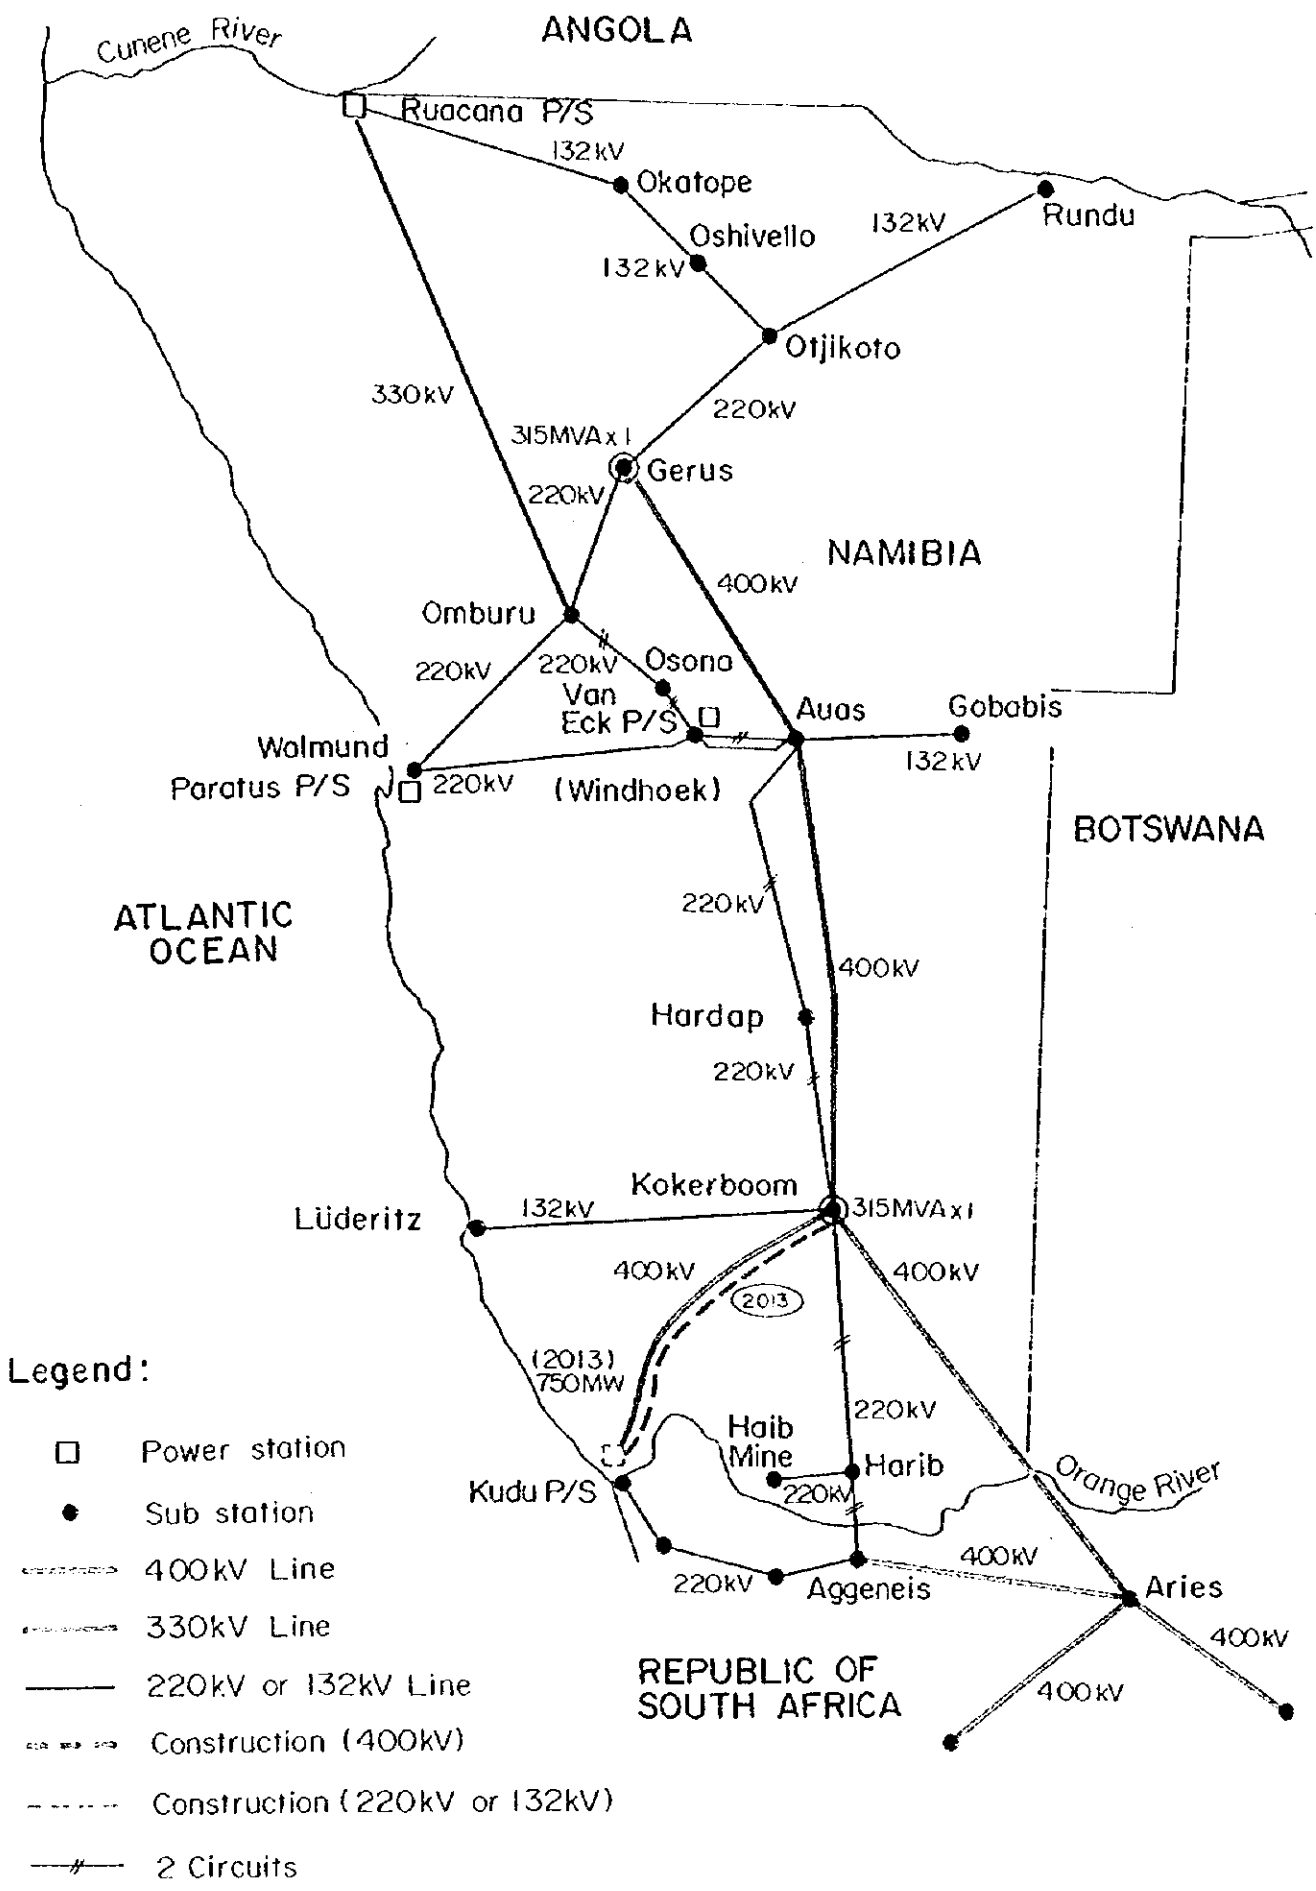 ANGOLA
Cunene River
Ruacana P/S
132kV
Okatope
Rundu
132kV
Oshivello
132kV
Otjikoto
330kV
220kV
315MVA x 1
Gerus
220kV
NAMIBIA
400kV
Omburu
220kV
220kV
Osona
Van
Eck P/S
Auas
Gobabis
132kV
Walmund
Paratus P/S
220kV
(Windhoek)
BOTSWANA
ATLANTIC
OCEAN
220kV
400kV
Hardap
220kV
Kokerboom
315MVA x 1
Lüderitz
132kV
400kV
400kV
2013
(2013)
750MW
220kV
Haib
Mine
Harib
220kV
Orange River
Kudu P/S
220kV
Aggeneis
400kV
Aries
400kV
400kV
REPUBLIC OF
SOUTH AFRICA
Legend:
Power station
Sub station
400kV Line
330kV Line
220kV or 132kV Line
Construction (400kV)
Construction (220kV or 132kV)
2 Circuits